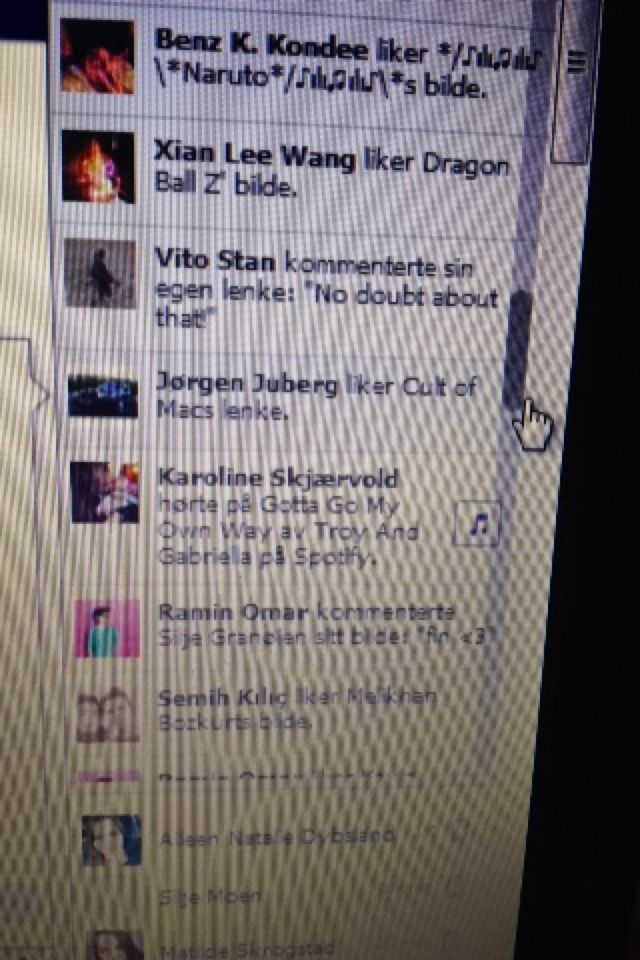 Benz K. Kondee liker */♫ılı.♫ılı♫
\*Naruto*/♫ılı.♫ılı♫\*s bilde.
Xian Lee Wang liker Dragon
Ball Z' bilde.
Vito Stan kommenterte sin
egen lenke: "No doubt about
that!"
Jørgen Juberg liker Cult of
Macs lenke.
Karoline Skjærvold
hørte på Gotta Go My
Own Way av Troy And
Gabriella på Spotify.
Ramin Omar kommenterte
Silje Granøien sitt bilde: "fin <3"
Semih Kılıç liker Melikhan
Bozkurts bilde.
Aileen Natalie Dybsland
Silje Moen
Matilde Skrogstad